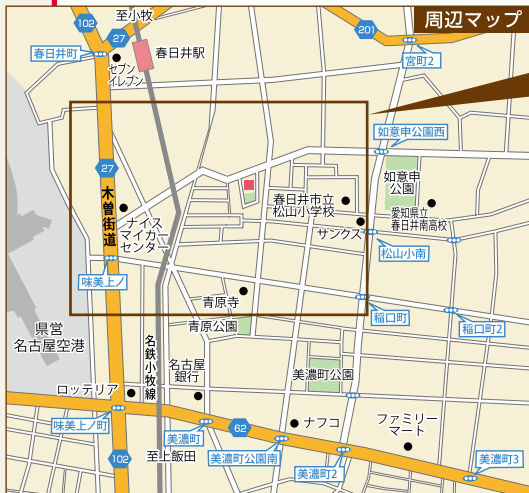 周辺マップ
至小牧
102
27
201
春日井町
春日井駅
セブン
イレブン
宮町2
如意申公園西
27
如意申
公園
木曽街道
春日井市立
松山小学校
愛知県立
春日井南高校
ナイス
マイカー
センター
サンクス
松山小南
味美上ノ
青原寺
稲口町
稲口町2
県営
名古屋空港
青原公園
名鉄小牧線
名古屋
銀行
美濃町公園
ロッテリア
味美上ノ町
美濃町
62
ナフコ
ファミリー
マート
102
至上飯田
美濃町公園南
美濃町2
美濃町3